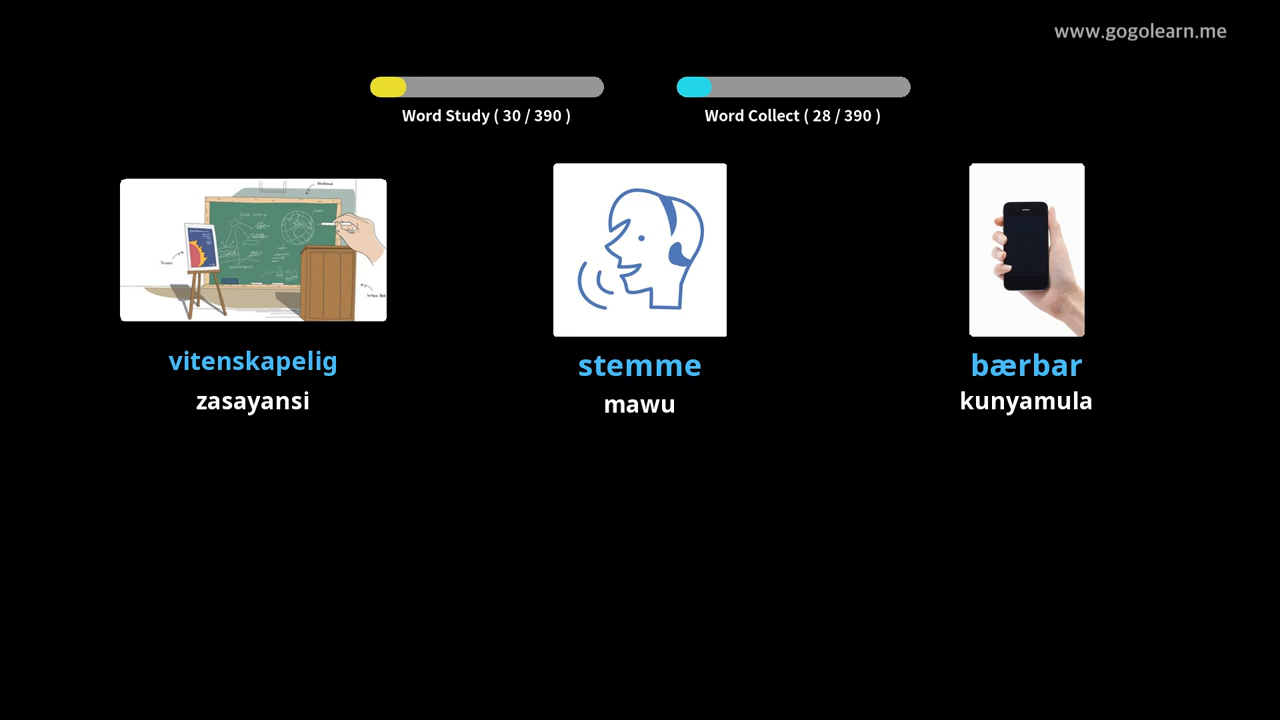 www.gogolearn.me
Word Study ( 30 / 390 )
Word Collect ( 28 / 390 )
vitenskapelig
stemme
bærbar
zasayansi
mawu
kunyamula